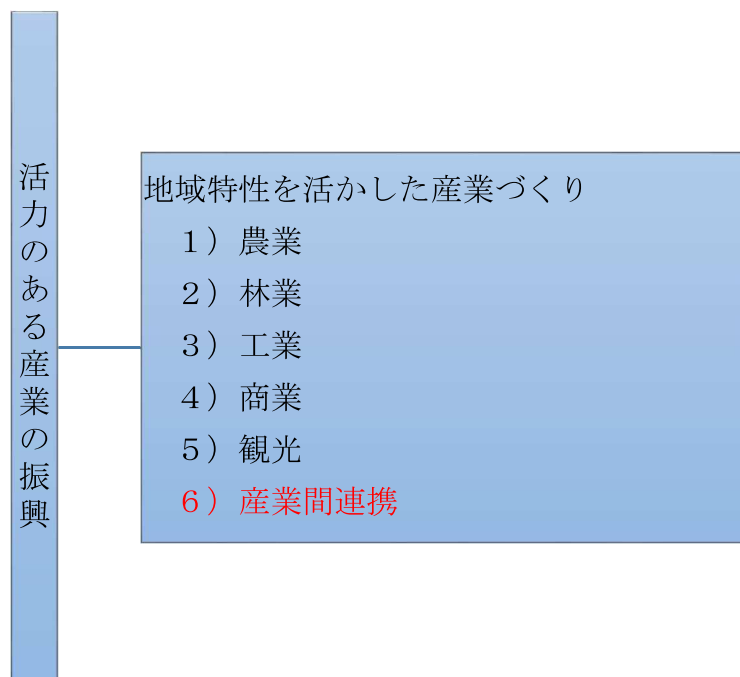 活力のある産業の振興
地域特性を活かした産業づくり
１）農業
２）林業
３）工業
４）商業
５）観光
６）産業間連携